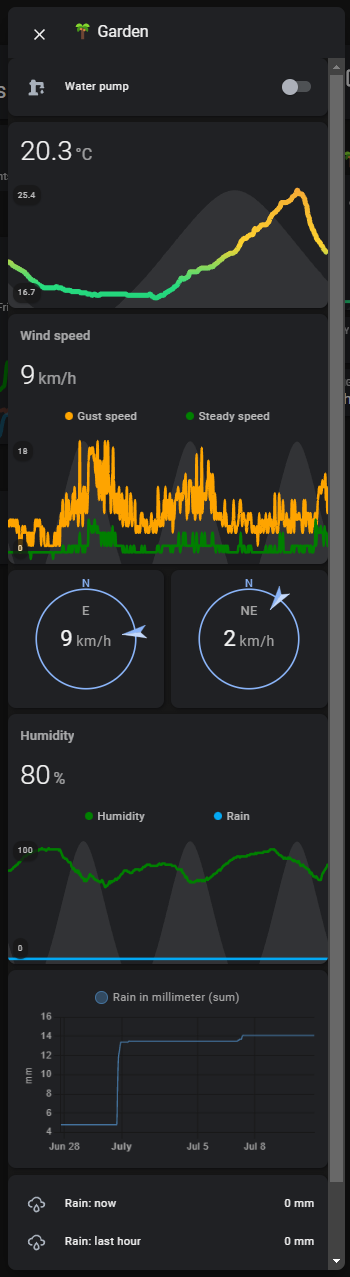 🌴 Garden
Water pump
20.3 °C
25.4
16.7
Wind speed
9 km/h
Gust speed Steady speed
18
0
N N
E NE
9 km/h 2 km/h
Humidity
80 %
Humidity Rain
100
0
Rain in millimeter (sum)
16
14
12
10
8
6
4
mm
Jun 28 July Jul 5 Jul 8
Rain: now 0 mm
Rain: last hour 0 mm